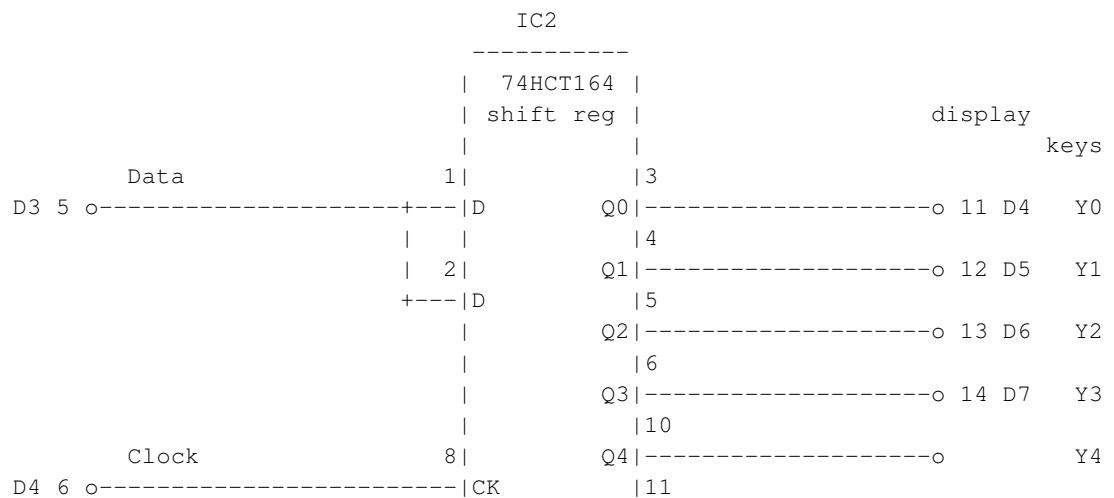 IC2
-----------
| 74HCT164 |
| shift reg | display
| | keys
Data 1| |3
D3 5 o---------------------+---|D Q0|--------------------o 11 D4 Y0
| | |4
| 2| Q1|--------------------o 12 D5 Y1
+---|D |5
| Q2|--------------------o 13 D6 Y2
| |6
| Q3|--------------------o 14 D7 Y3
| |10
Clock 8| Q4|--------------------o Y4
D4 6 o-------------------------|CK |11